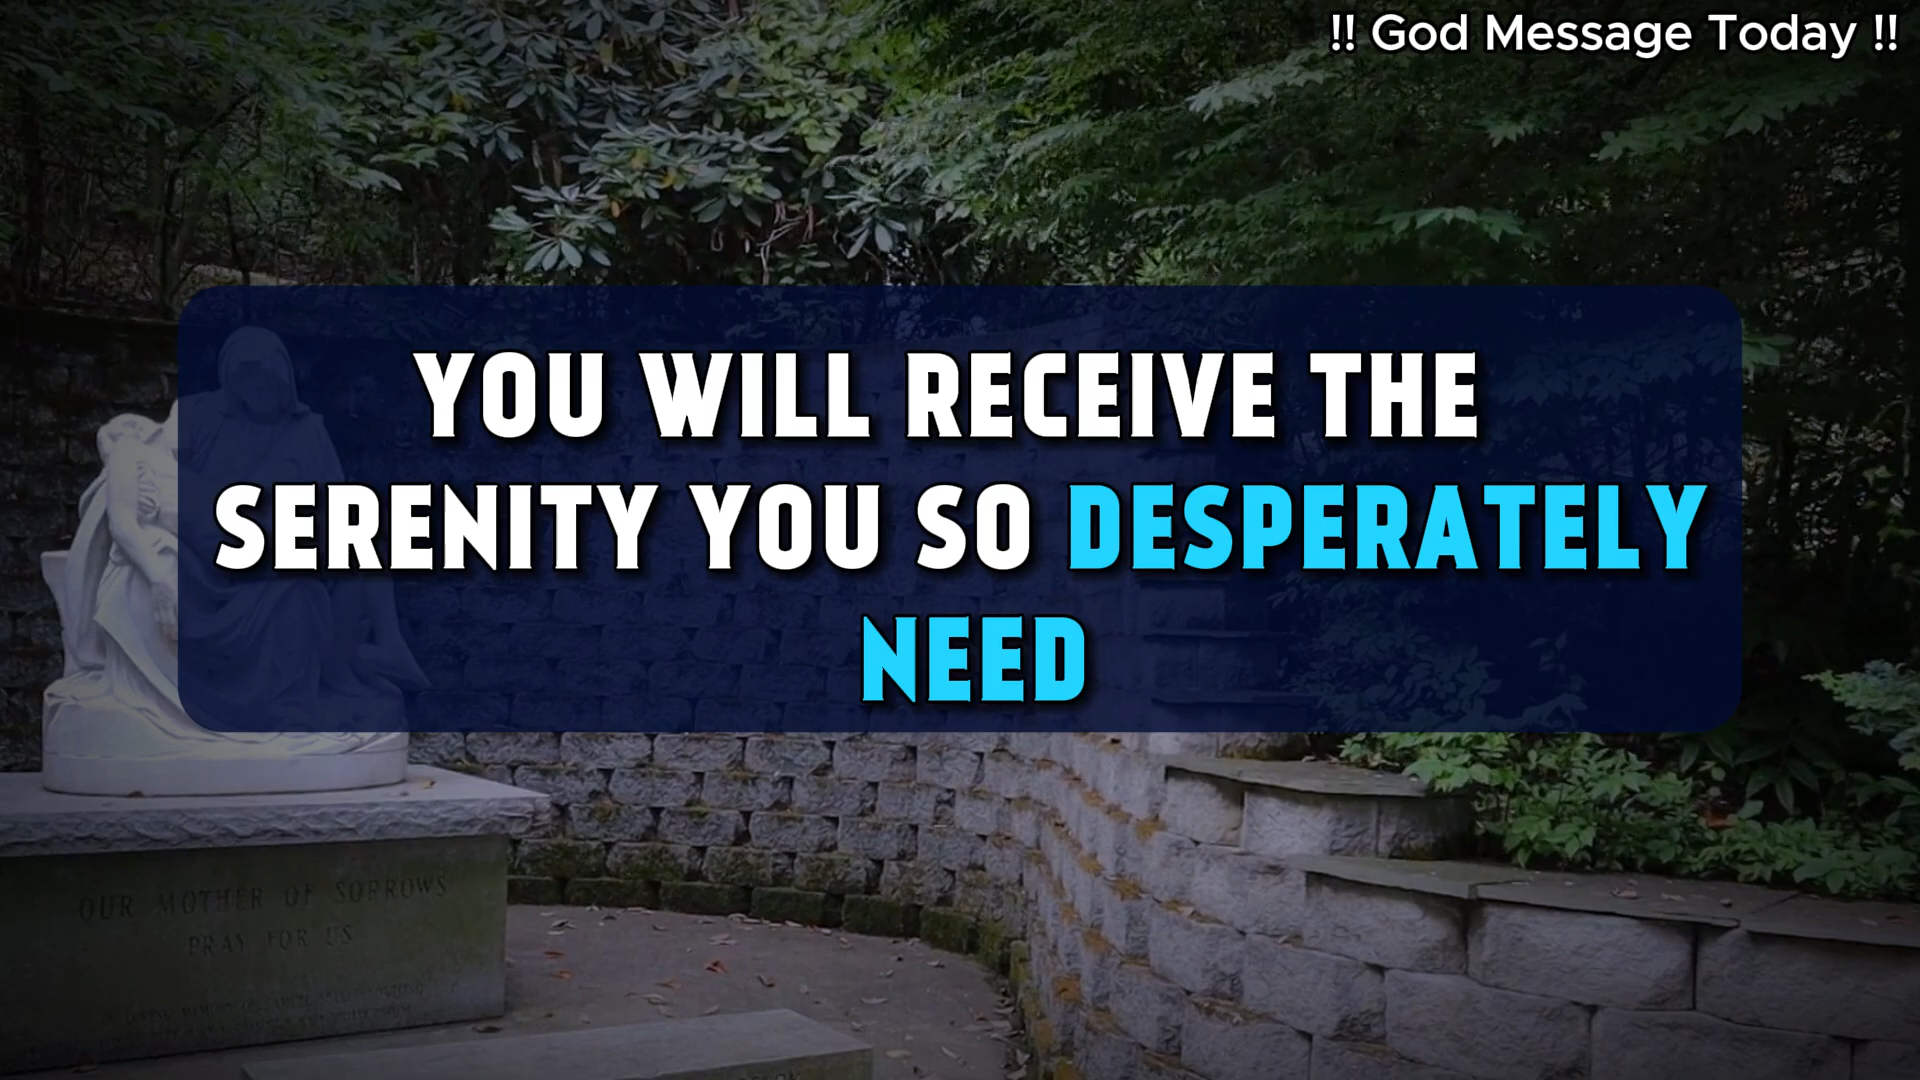 !! God Message Today !!
YOU WILL RECEIVE THE
SERENITY YOU SO DESPERATELY
NEED
OUR MOTHER OF SORROWS
PRAY FOR US